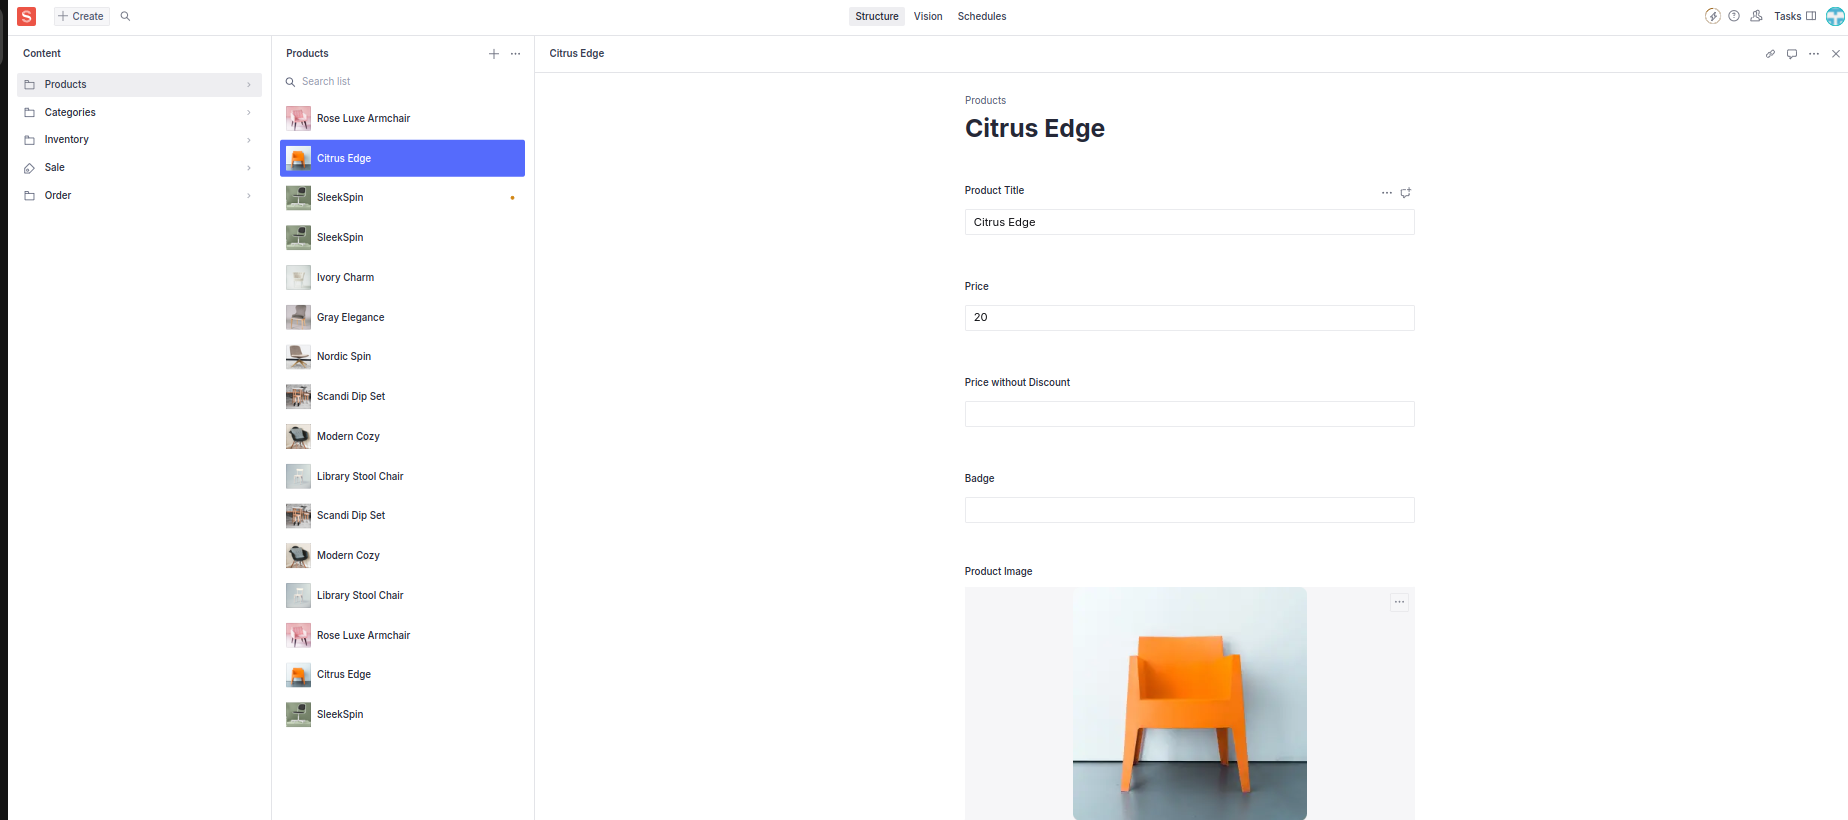 S
Create
Structure
Vision
Schedules
Tasks
Content
Products
Categories
Inventory
Sale
Order
Products
Search list
Rose Luxe Armchair
Citrus Edge
SleekSpin
SleekSpin
Ivory Charm
Gray Elegance
Nordic Spin
Scandi Dip Set
Modern Cozy
Library Stool Chair
Scandi Dip Set
Modern Cozy
Library Stool Chair
Rose Luxe Armchair
Citrus Edge
SleekSpin
Citrus Edge
Products
Citrus Edge
Product Title
Citrus Edge
Price
20
Price without Discount
Badge
Product Image